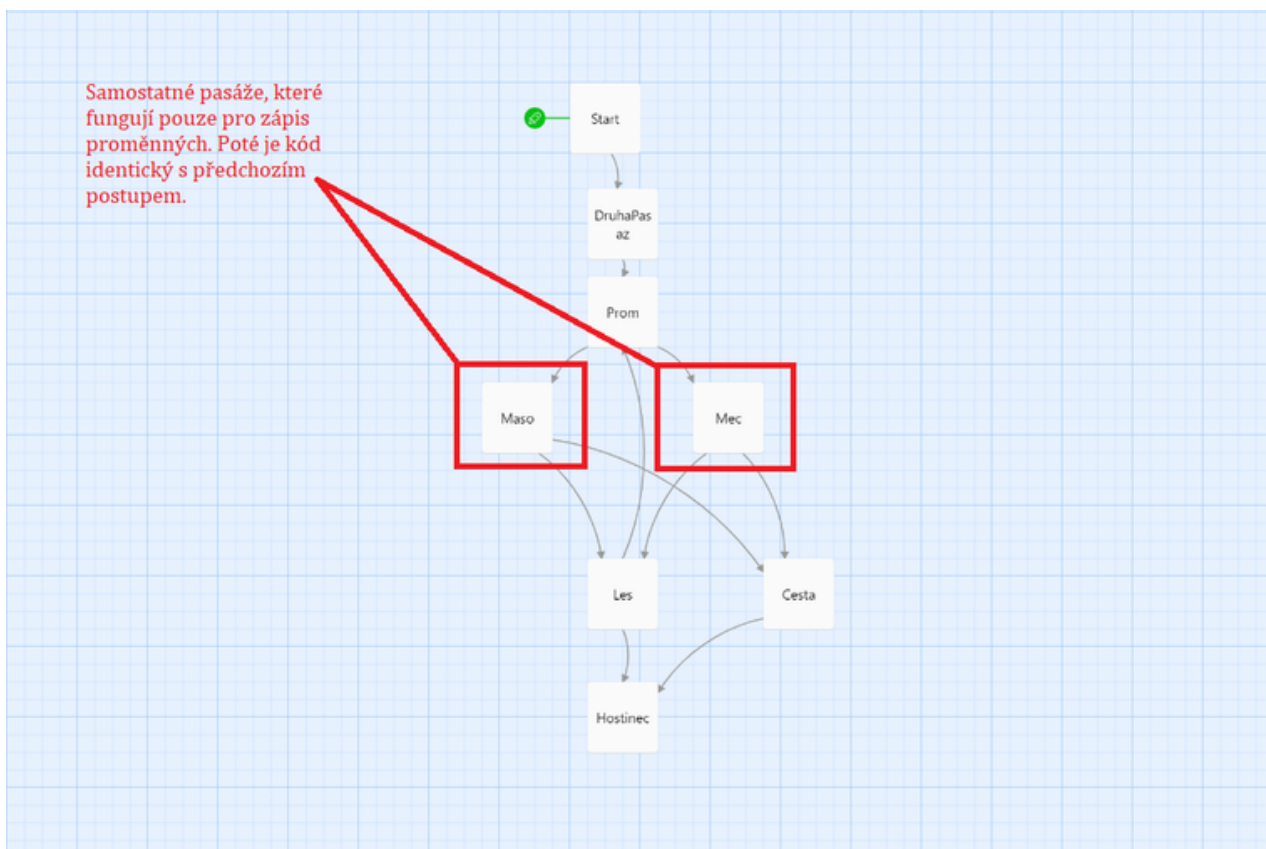 Samostatné pasáže, které
fungují pouze pro zápis
proměnných. Poté je kód
identický s předchozím
postupem.
Start
DruhaPas
az
Prom
Maso
Mec
Les
Cesta
Hostinec